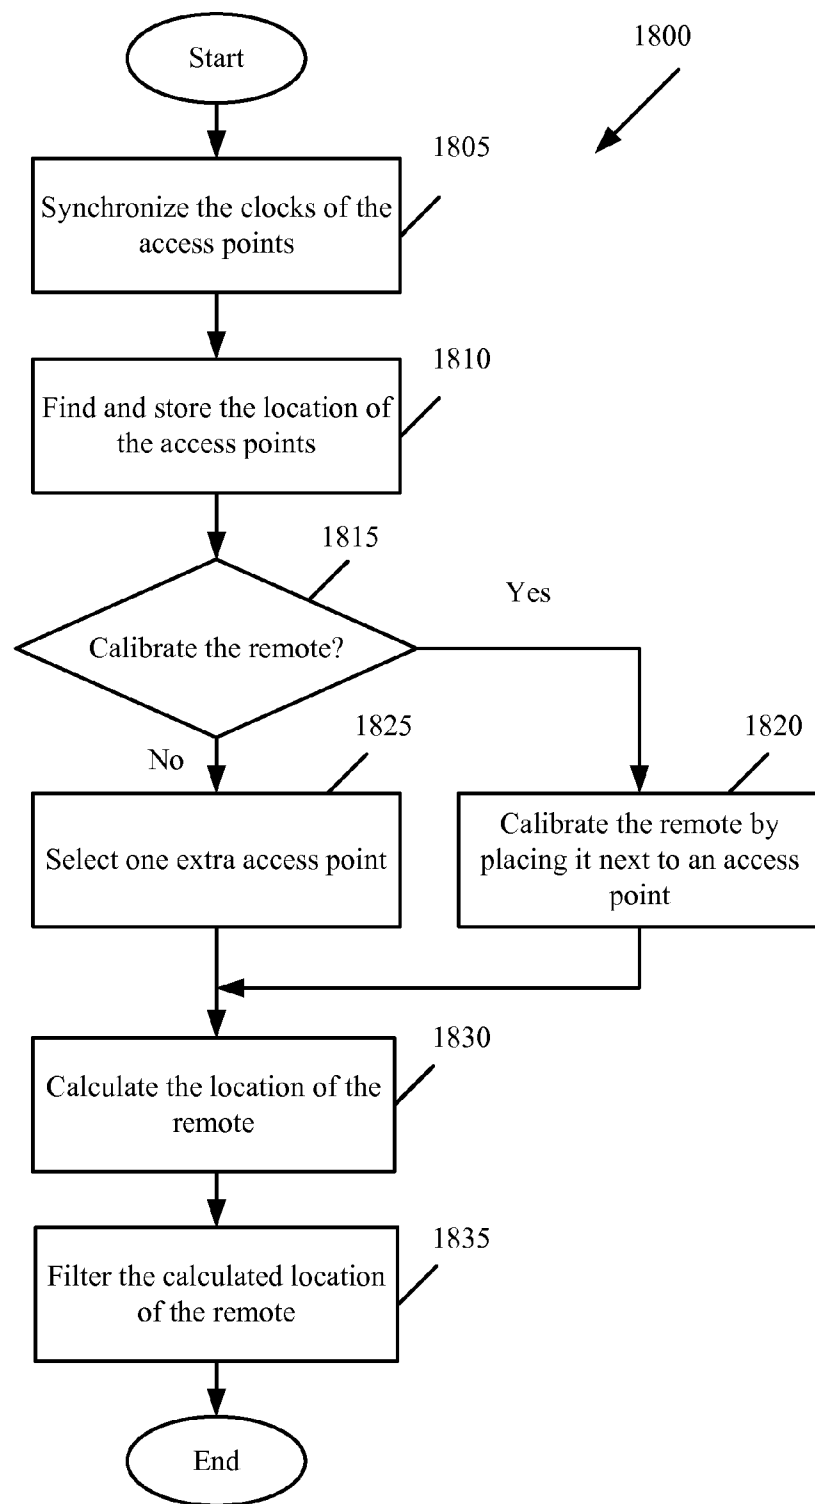 Start
1800
1805
Synchronize the clocks of the
access points
1810
Find and store the location of
the access points
1815
Yes
Calibrate the remote?
No
1825
1820
Select one extra access point
Calibrate the remote by
placing it next to an access
point
1830
Calculate the location of the
remote
1835
Filter the calculated location
of the remote
End